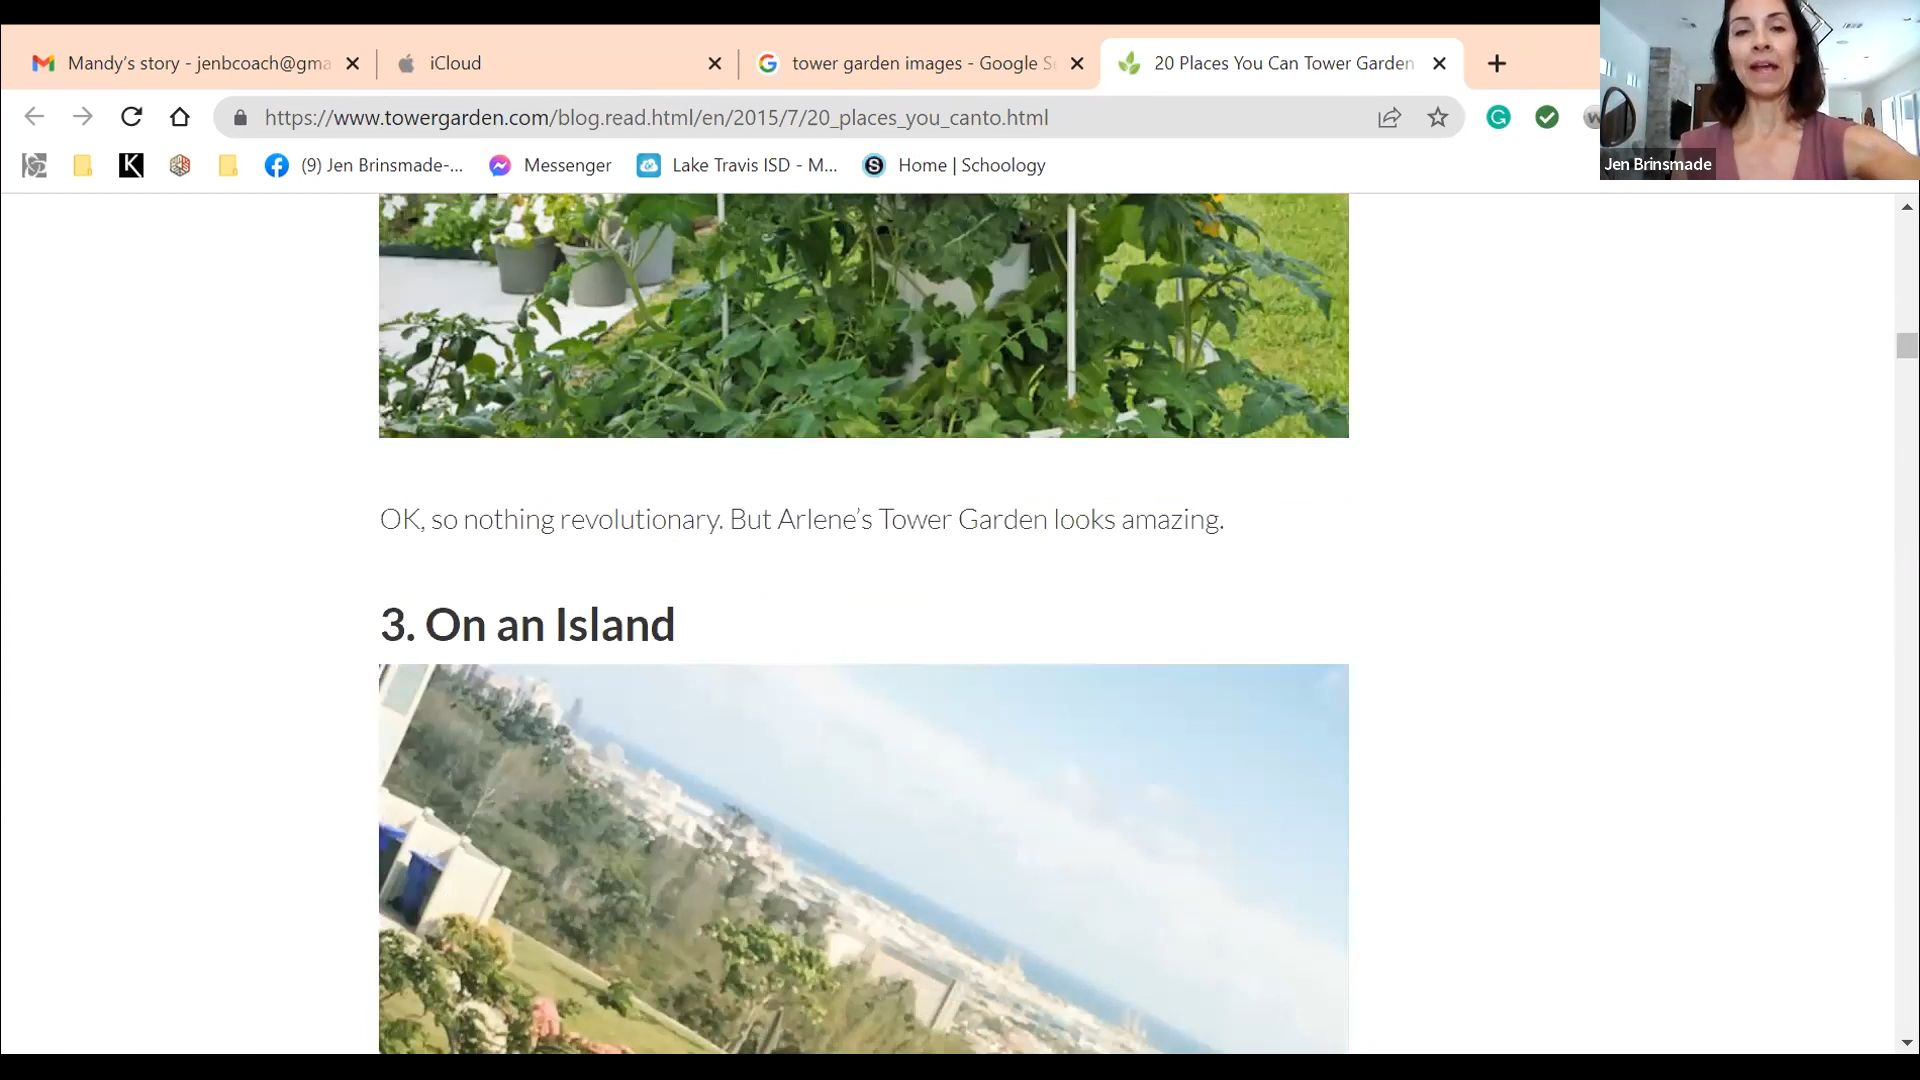 Mandy’s story - jenbcoach@gma
iCloud
tower garden images - Google S
20 Places You Can Tower Garden
https://www.towergarden.com/blog.read.html/en/2015/7/20_places_you_canto.html
(9) Jen Brinsmade-...
Messenger
Lake Travis ISD - M...
Home | Schoology
Jen Brinsmade
OK, so nothing revolutionary. But Arlene’s Tower Garden looks amazing.
3. On an Island